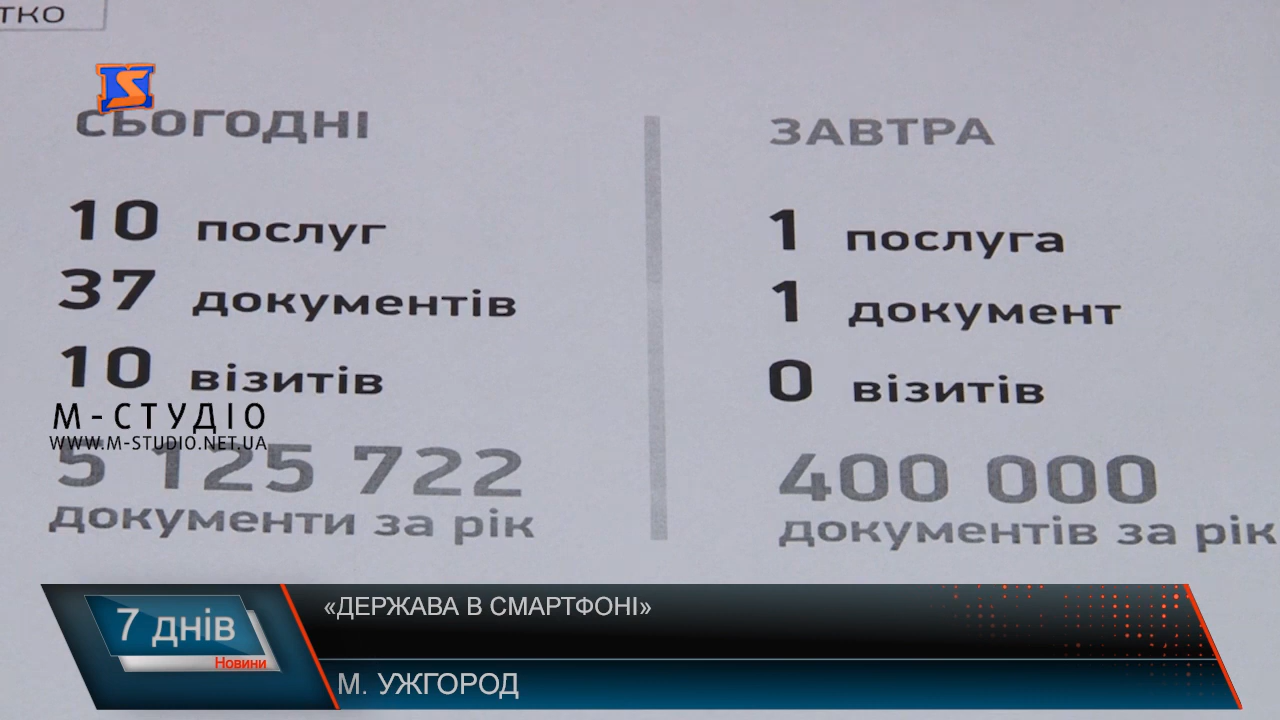 СЬОГОДНІ
10 послуг
37 документів
10 візитів
5 125 722
документи за рік
ЗАВТРА
1 послуга
1 документ
0 візитів
400 000
документів за рік
М-СТУДІО
WWW.M-STUDIO.NET.UA
7 днів
Новини
«ДЕРЖАВА В СМАРТФОНІ»
М. УЖГОРОД